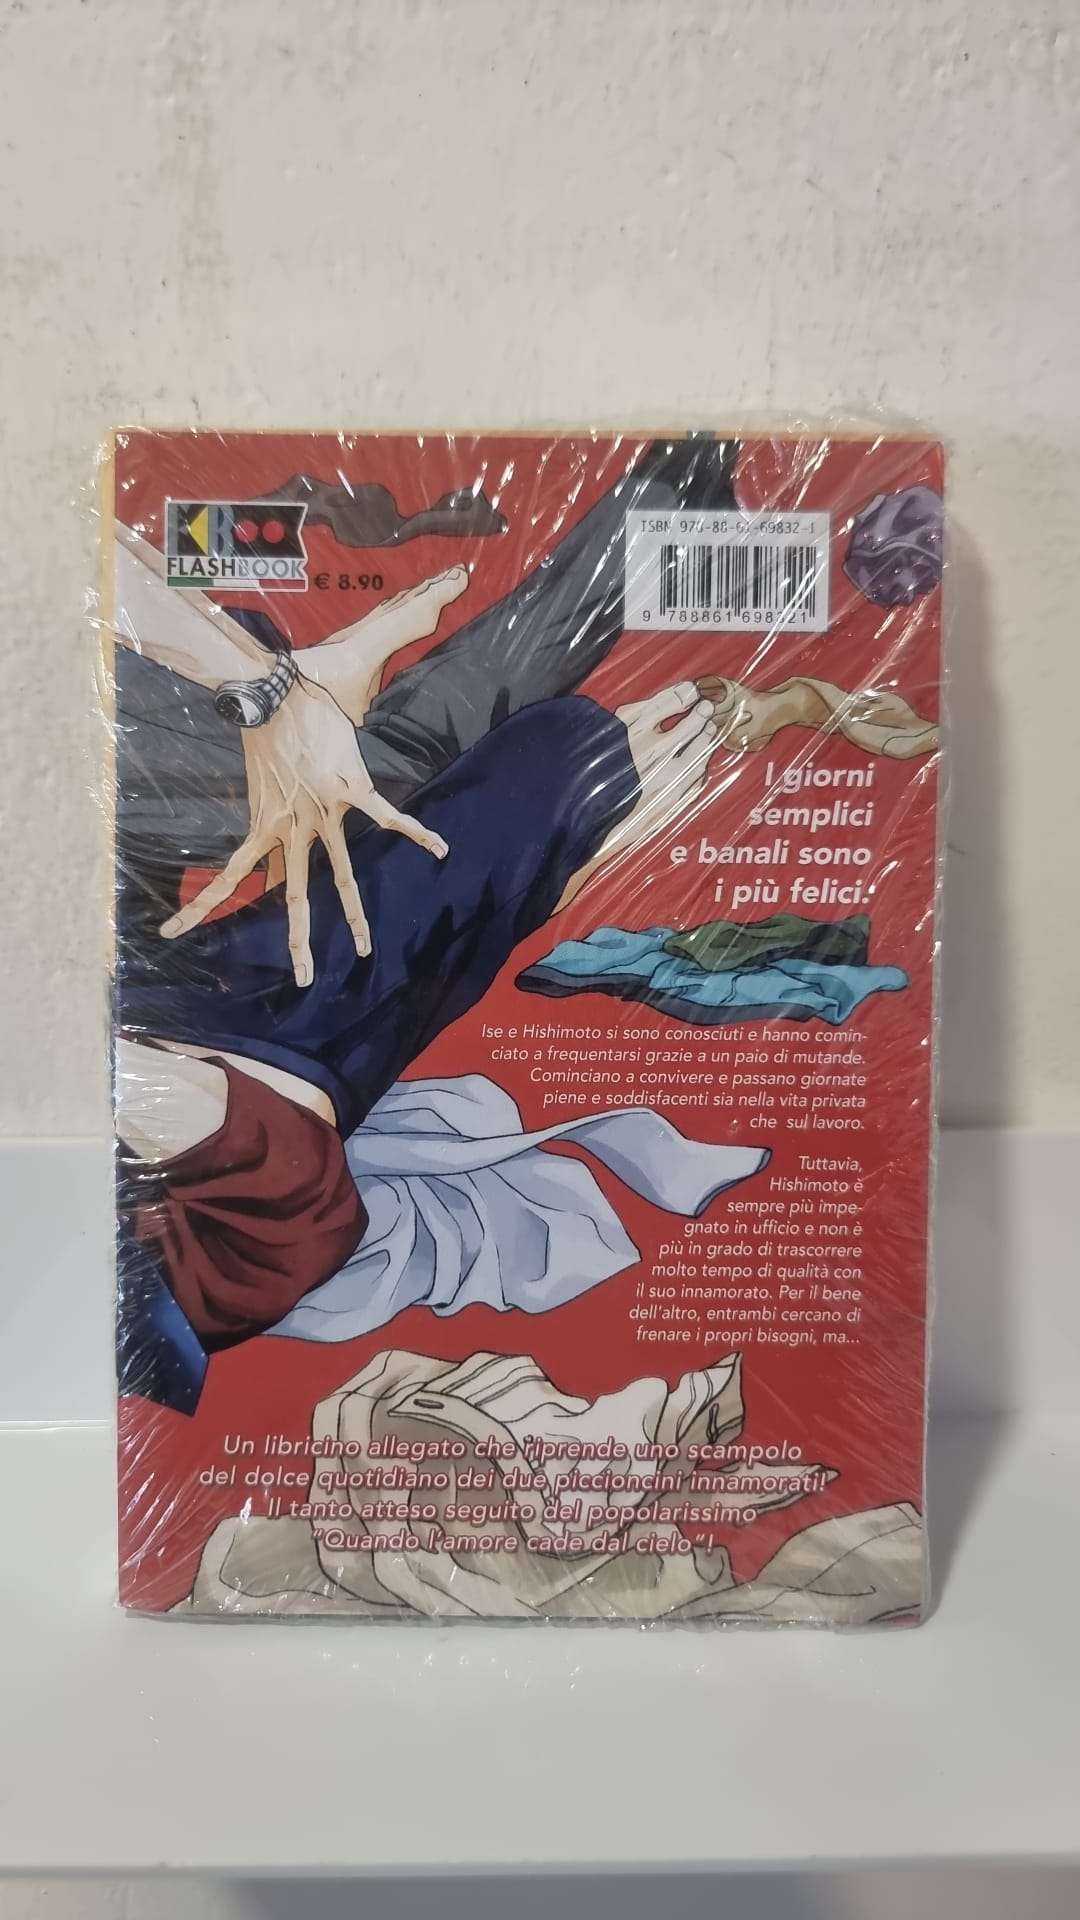 FLASHBOOK
€ 8.90
ISBN 978-88-61-69832-1
9 788861 698321
I giorni
semplici
e banali sono
i più felici.
Ise e Hishimoto si sono conosciuti e hanno comin-
ciato a frequentarsi grazie a un paio di mutande.
Cominciano a convivere e passano giornate
piene e soddisfacenti sia nella vita privata
che sul lavoro.
Tuttavia,
Hishimoto è
sempre più impe-
gnato in ufficio e non è
più in grado di trascorrere
molto tempo di qualità con
il suo innamorato. Per il bene
dell'altro, entrambi cercano di
frenare i propri bisogni, ma...
Un libricino allegato che riprende uno scampolo
del dolce quotidiano dei due piccioncini innamorati!
Il tanto atteso seguito del popolarissimo
"Quando l'amore cade dal cielo"!